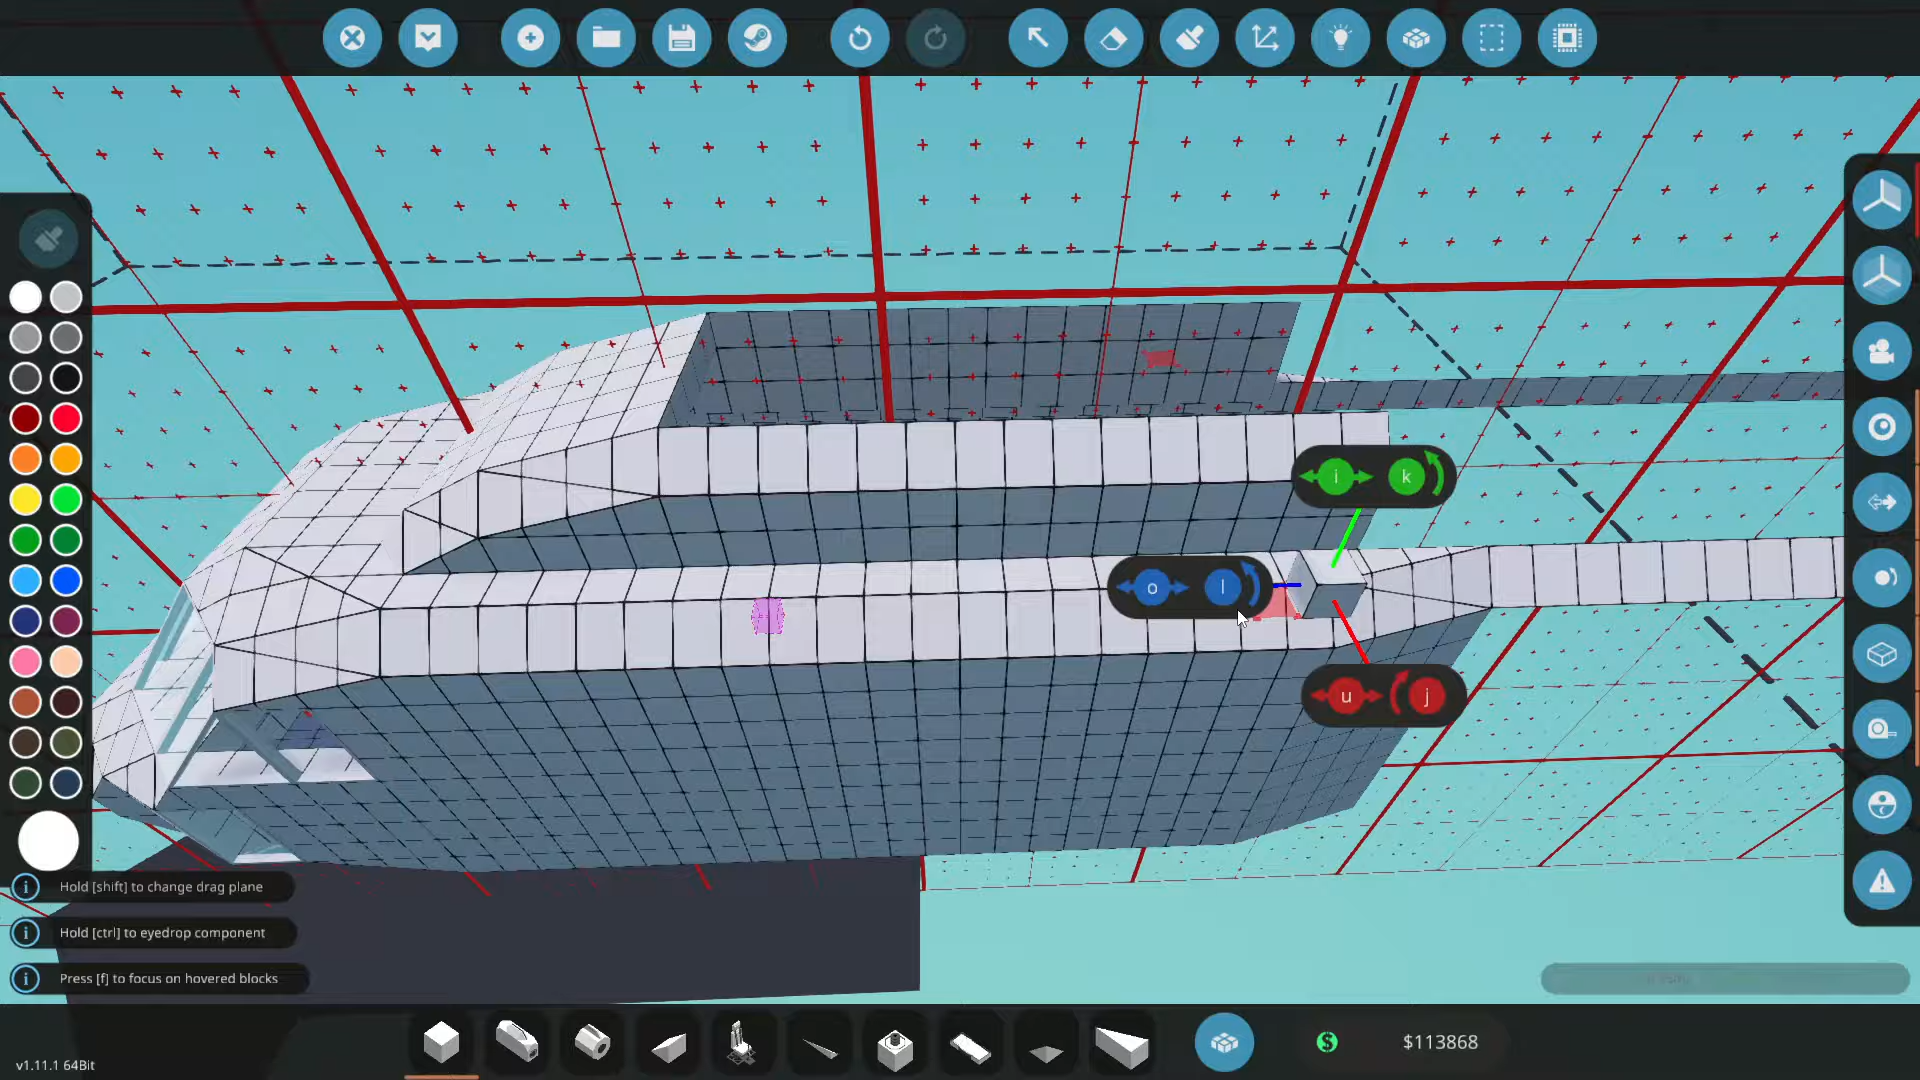 i k
o l
u j
Hold [shift] to change drag plane
Hold [ctrl] to eyedrop component
Press [f] to focus on hovered blocks
$ $113868
v1.11.1 64Bit